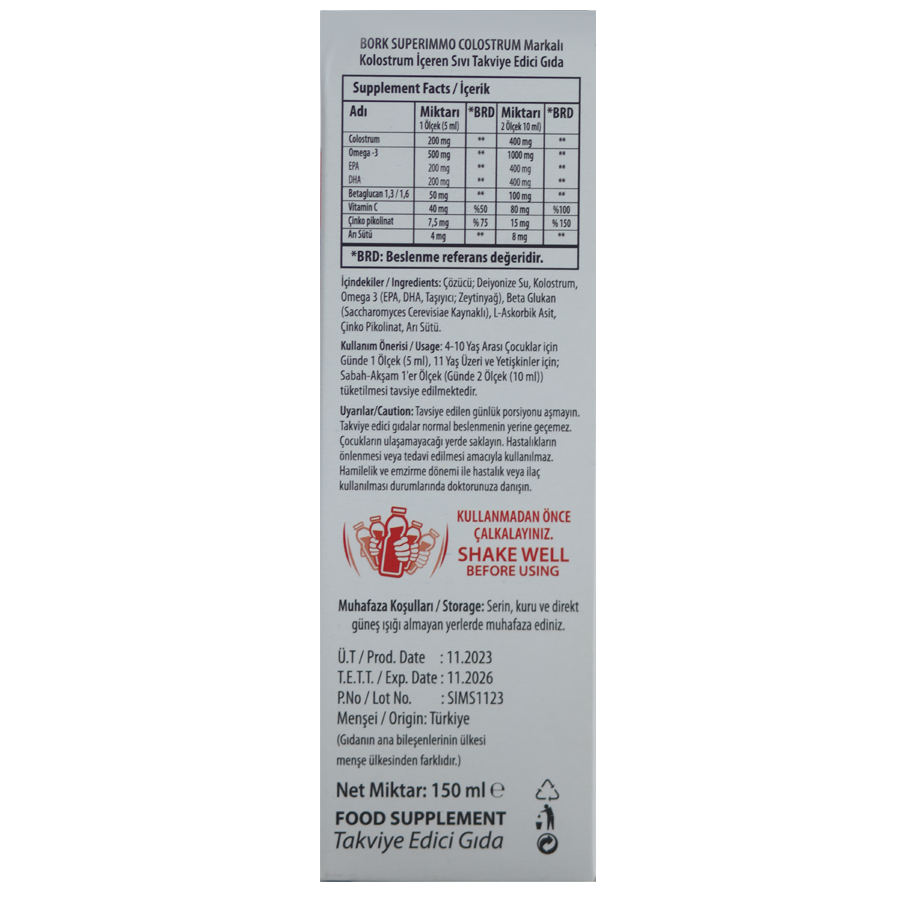 BORK SUPERIMMO COLOSTRUM Markalı
Kolostrum İçeren Sıvı Takviye Edici Gıda
Supplement Facts / İçerik
Adı Miktarı *BRD Miktarı *BRD
1 Ölçek (5 ml) 2 Ölçek 10 ml)
Colostrum 200 mg ** 400 mg **
Omega -3 500 mg ** 1000 mg **
EPA 200 mg ** 400 mg **
DHA 200 mg ** 400 mg **
Betaglucan 1,3 / 1,6 50 mg ** 100 mg **
Vitamin C 40 mg %50 80 mg %100
Çinko pikolinat 7,5 mg % 75 15 mg % 150
Arı Sütü 4 mg ** 8 mg **
*BRD: Beslenme referans değeridir.
İçindekiler / Ingredients: Çözücü; Deiyonize Su, Kolostrum,
Omega 3 (EPA, DHA, Taşıyıcı; Zeytinyağ), Beta Glukan
(Saccharomyces Cerevisiae Kaynaklı), L-Askorbik Asit,
Çinko Pikolinat, Arı Sütü.
Kullanım Önerisi / Usage: 4-10 Yaş Arası Çocuklar için
Günde 1 Ölçek (5 ml), 11 Yaş Üzeri ve Yetişkinler için;
Sabah-Akşam 1'er Ölçek (Günde 2 Ölçek (10 ml))
tüketilmesi tavsiye edilmektedir.
Uyarılar/Caution: Tavsiye edilen günlük porsiyonu aşmayın.
Takviye edici gıdalar normal beslenmenin yerine geçemez.
Çocukların ulaşamayacağı yerde saklayın. Hastalıkların
önlenmesi veya tedavi edilmesi amacıyla kullanılmaz.
Hamilelik ve emzirme dönemi ile hastalık veya ilaç
kullanılması durumlarında doktorunuza danışın.
KULLANMADAN ÖNCE
ÇALKALAYINIZ.
SHAKE WELL
BEFORE USING
Muhafaza Koşulları / Storage: Serin, kuru ve direkt
güneş ışığı almayan yerlerde muhafaza ediniz.
Ü.T / Prod. Date : 11.2023
T.E.T.T. / Exp. Date : 11.2026
P.No / Lot No. : SIMS1123
Menşei / Origin: Türkiye
(Gıdanın ana bileşenlerinin ülkesi
menşe ülkesinden farklıdır.)
Net Miktar: 150 ml ℮
FOOD SUPPLEMENT
Takviye Edici Gıda